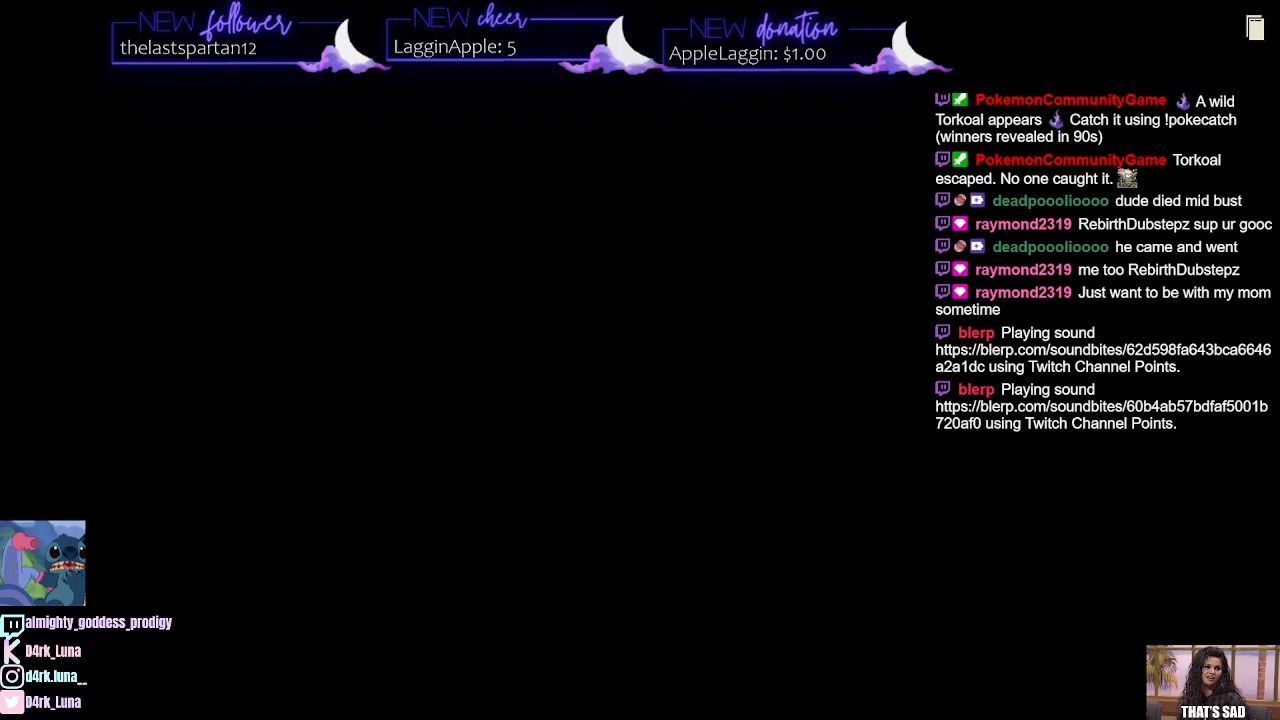 NEW follower
thelastspartan12
NEW cheer
LagginApple: 5
NEW donation
AppleLaggin: $1.00
PokemonCommunityGame A wild
Torkoal appears Catch it using !pokecatch
(winners revealed in 90s)
PokemonCommunityGame Torkoal
escaped. No one caught it.
deadpooolioooo dude died mid bust
raymond2319 RebirthDubstepz sup ur gooc
deadpooolioooo he came and went
raymond2319 me too RebirthDubstepz
raymond2319 Just want to be with my mom
sometime
blerp Playing sound
https://blerp.com/soundbites/62d598fa643bca6646
a2a1dc using Twitch Channel Points.
blerp Playing sound
https://blerp.com/soundbites/60b4ab57bdfaf5001b
720af0 using Twitch Channel Points.
almighty_goddess_prodigy
D4rk_Luna
d4rk.luna__
D4rk_Luna
THAT'S SAD